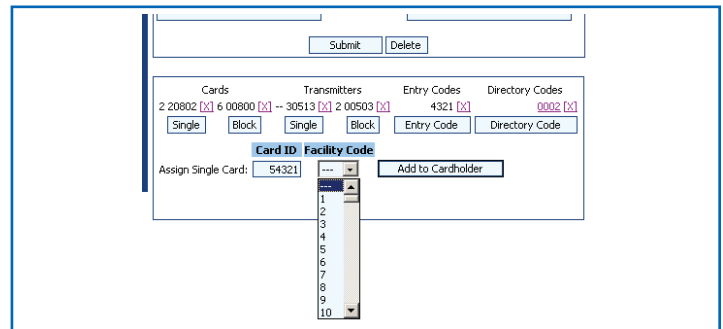 Submit Delete
Cards Transmitters Entry Codes Directory Codes
2 20802 [X] 6 00800 [X] -- 30513 [X] 2 00503 [X] 4321 [X] 0002 [X]
Single Block Single Block Entry Code Directory Code
Card ID Facility Code
Assign Single Card: 54321 --- Add to Cardholder
---
1
2
3
4
5
6
7
8
9
10